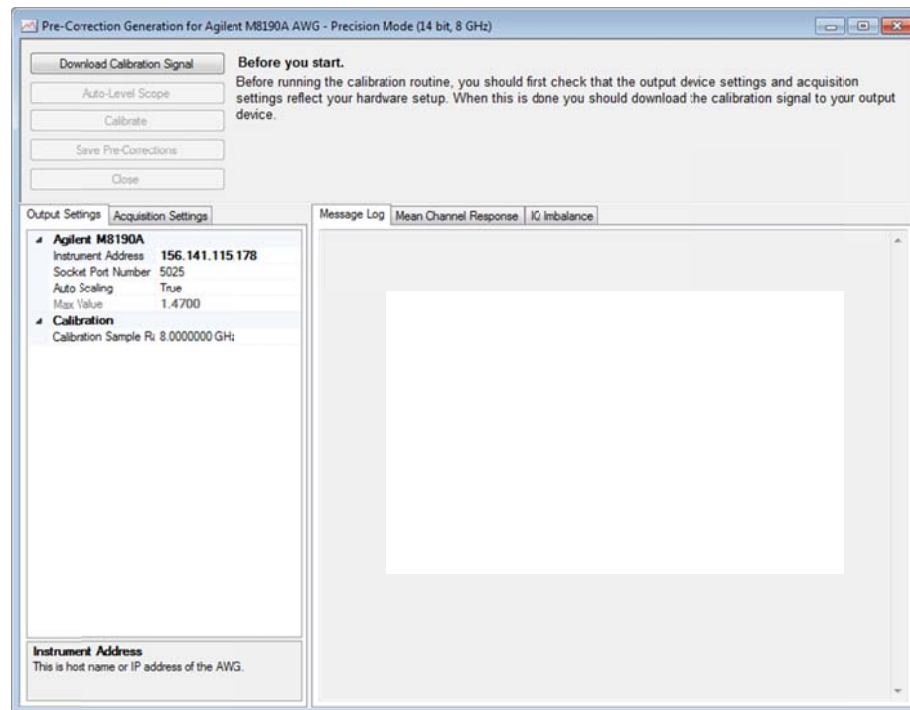 Pre-Correction Generation for Agilent M8190A AWG - Precision Mode (14 bit, 8 GHz)
Download Calibration Signal
Auto-Level Scope
Calibrate
Save Pre-Corrections
Close
Before you start.
Before running the calibration routine, you should first check that the output device settings and acquisition
settings reflect your hardware setup. When this is done you should download the calibration signal to your output
device.
Output Settings Acquisition Settings
Agilent M8190A
Instrument Address 156.141.115.178
Socket Port Number 5025
Auto Scaling True
Max Value 1.4700
Calibration
Calibration Sample Ra 8.0000000 GHz
Instrument Address
This is host name or IP address of the AWG.
Message Log Mean Channel Response IQ Imbalance